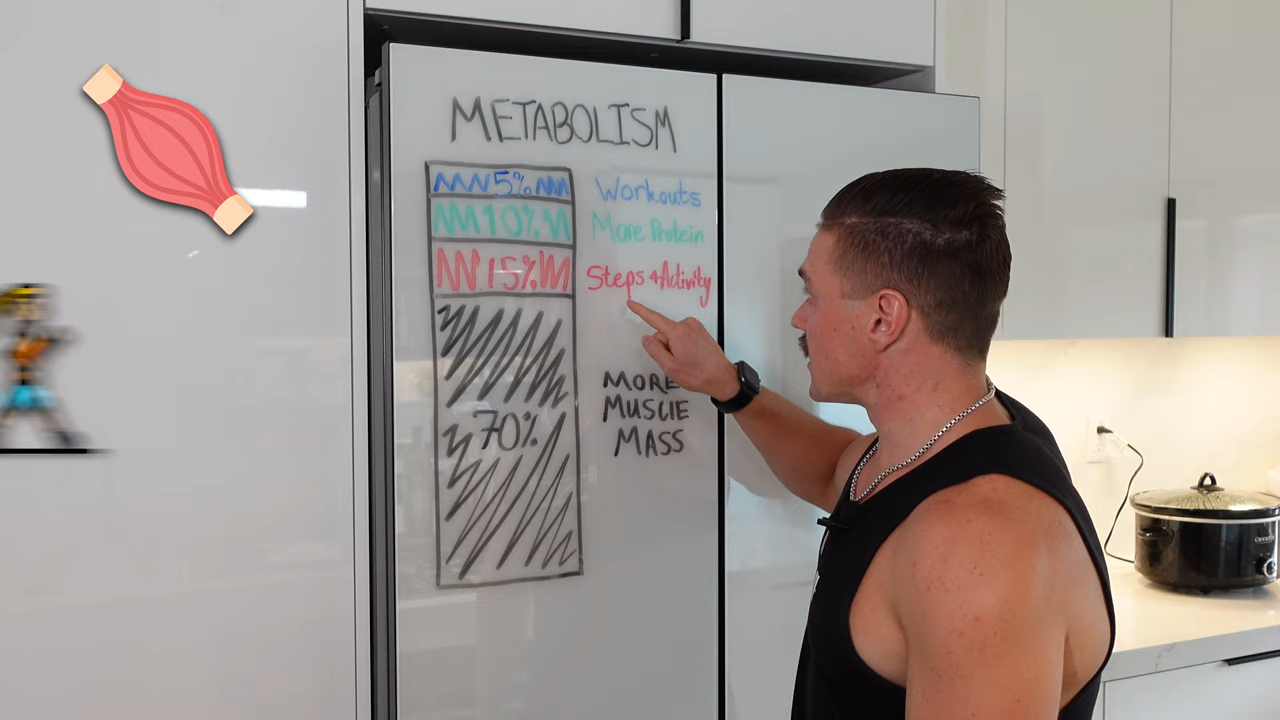 METABOLISM
5%
Workouts
10%
More Protein
15%
Steps + Activity
70%
MORE
MUSCLE
MASS